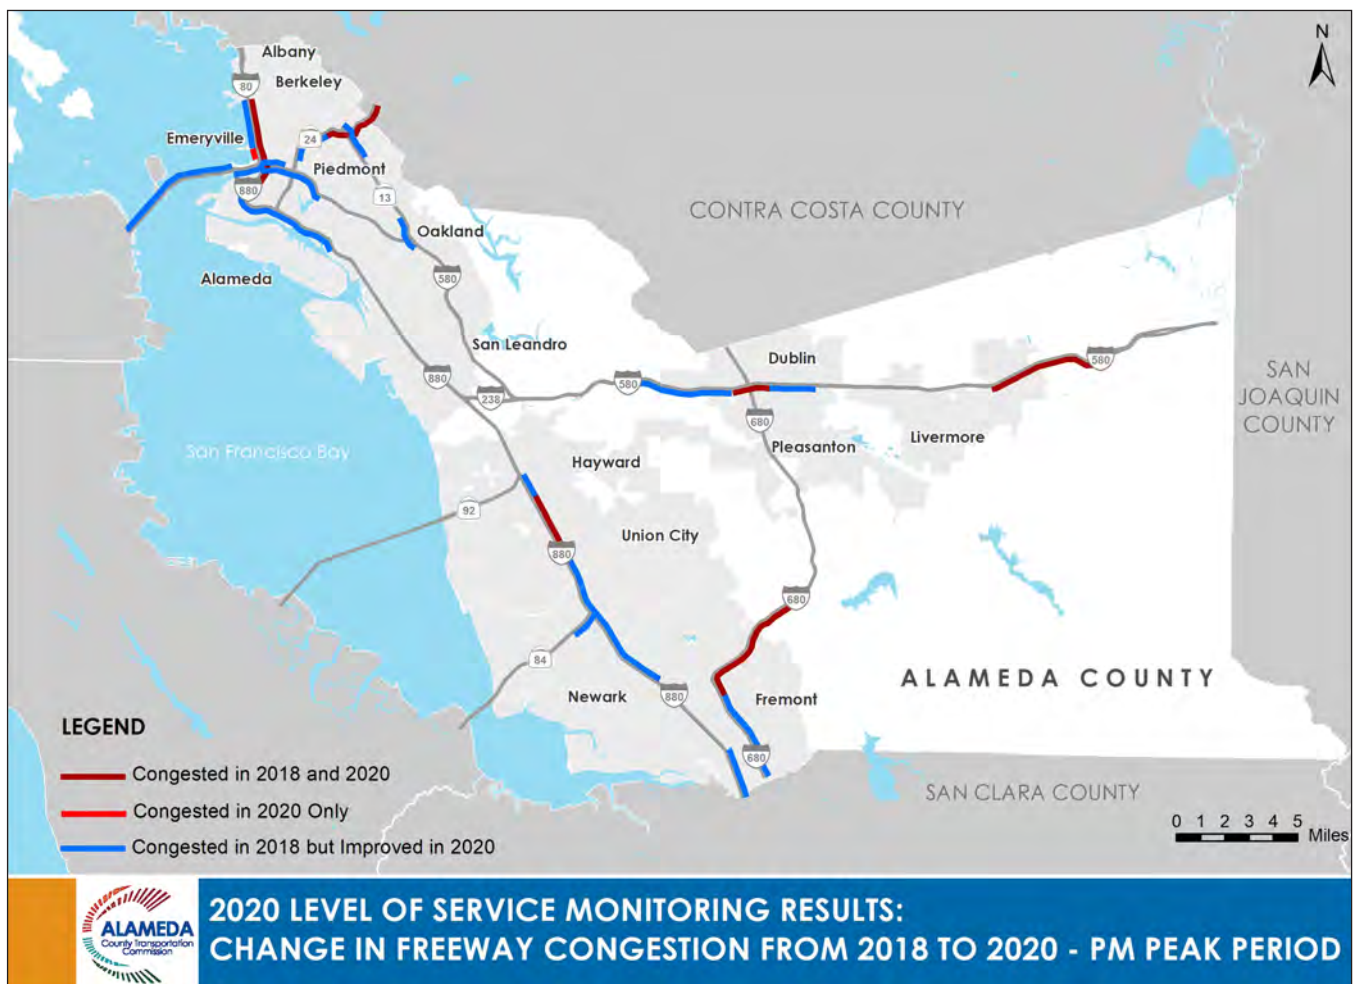 N
Albany
80
Berkeley
Emeryville
24
Piedmont
880
13
CONTRA COSTA COUNTY
Oakland
Alameda
580
San Leandro
Dublin
580
880
580
238
SAN
JOAQUIN
COUNTY
680
Livermore
Pleasanton
San Francisco Bay
Hayward
92
Union City
880
680
84
ALAMEDA COUNTY
Newark
880
Fremont
680
SAN CLARA COUNTY
LEGEND
Congested in 2018 and 2020
Congested in 2020 Only
Congested in 2018 but Improved in 2020
0 1 2 3 4 5
Miles
ALAMEDA
County Transportation
Commission
2020 LEVEL OF SERVICE MONITORING RESULTS:
CHANGE IN FREEWAY CONGESTION FROM 2018 TO 2020 - PM PEAK PERIOD